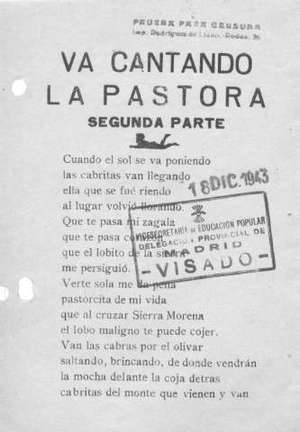 PRUEBA PARA CENSURA
Imp. Rodríguez de Llano.
VA CANTANDO
LA PASTORA
SEGUNDA PARTE
Cuando el sol se va poniendo
las cabritas van llegando
ella que se fué riendo
al lugar volvió llorando.
Que te pasa mi zagala
que te pasa
que el lobito de la
me persiguió.
Verte sola me da pena
pastorcita de mi vida
que al cruzar Sierra Morena
el lobo maligno te puede cojer.
Van las cabras por el olivar
saltando, brincando, de donde vendrán
la mocha delante la coja detras
cabritas del monte que vienen y van
18 DIC. 1943
VICESECRETARIA DE EDUCACION POPULAR
DELEGACION PROVINCIAL DE
MADRID
- VISADO -